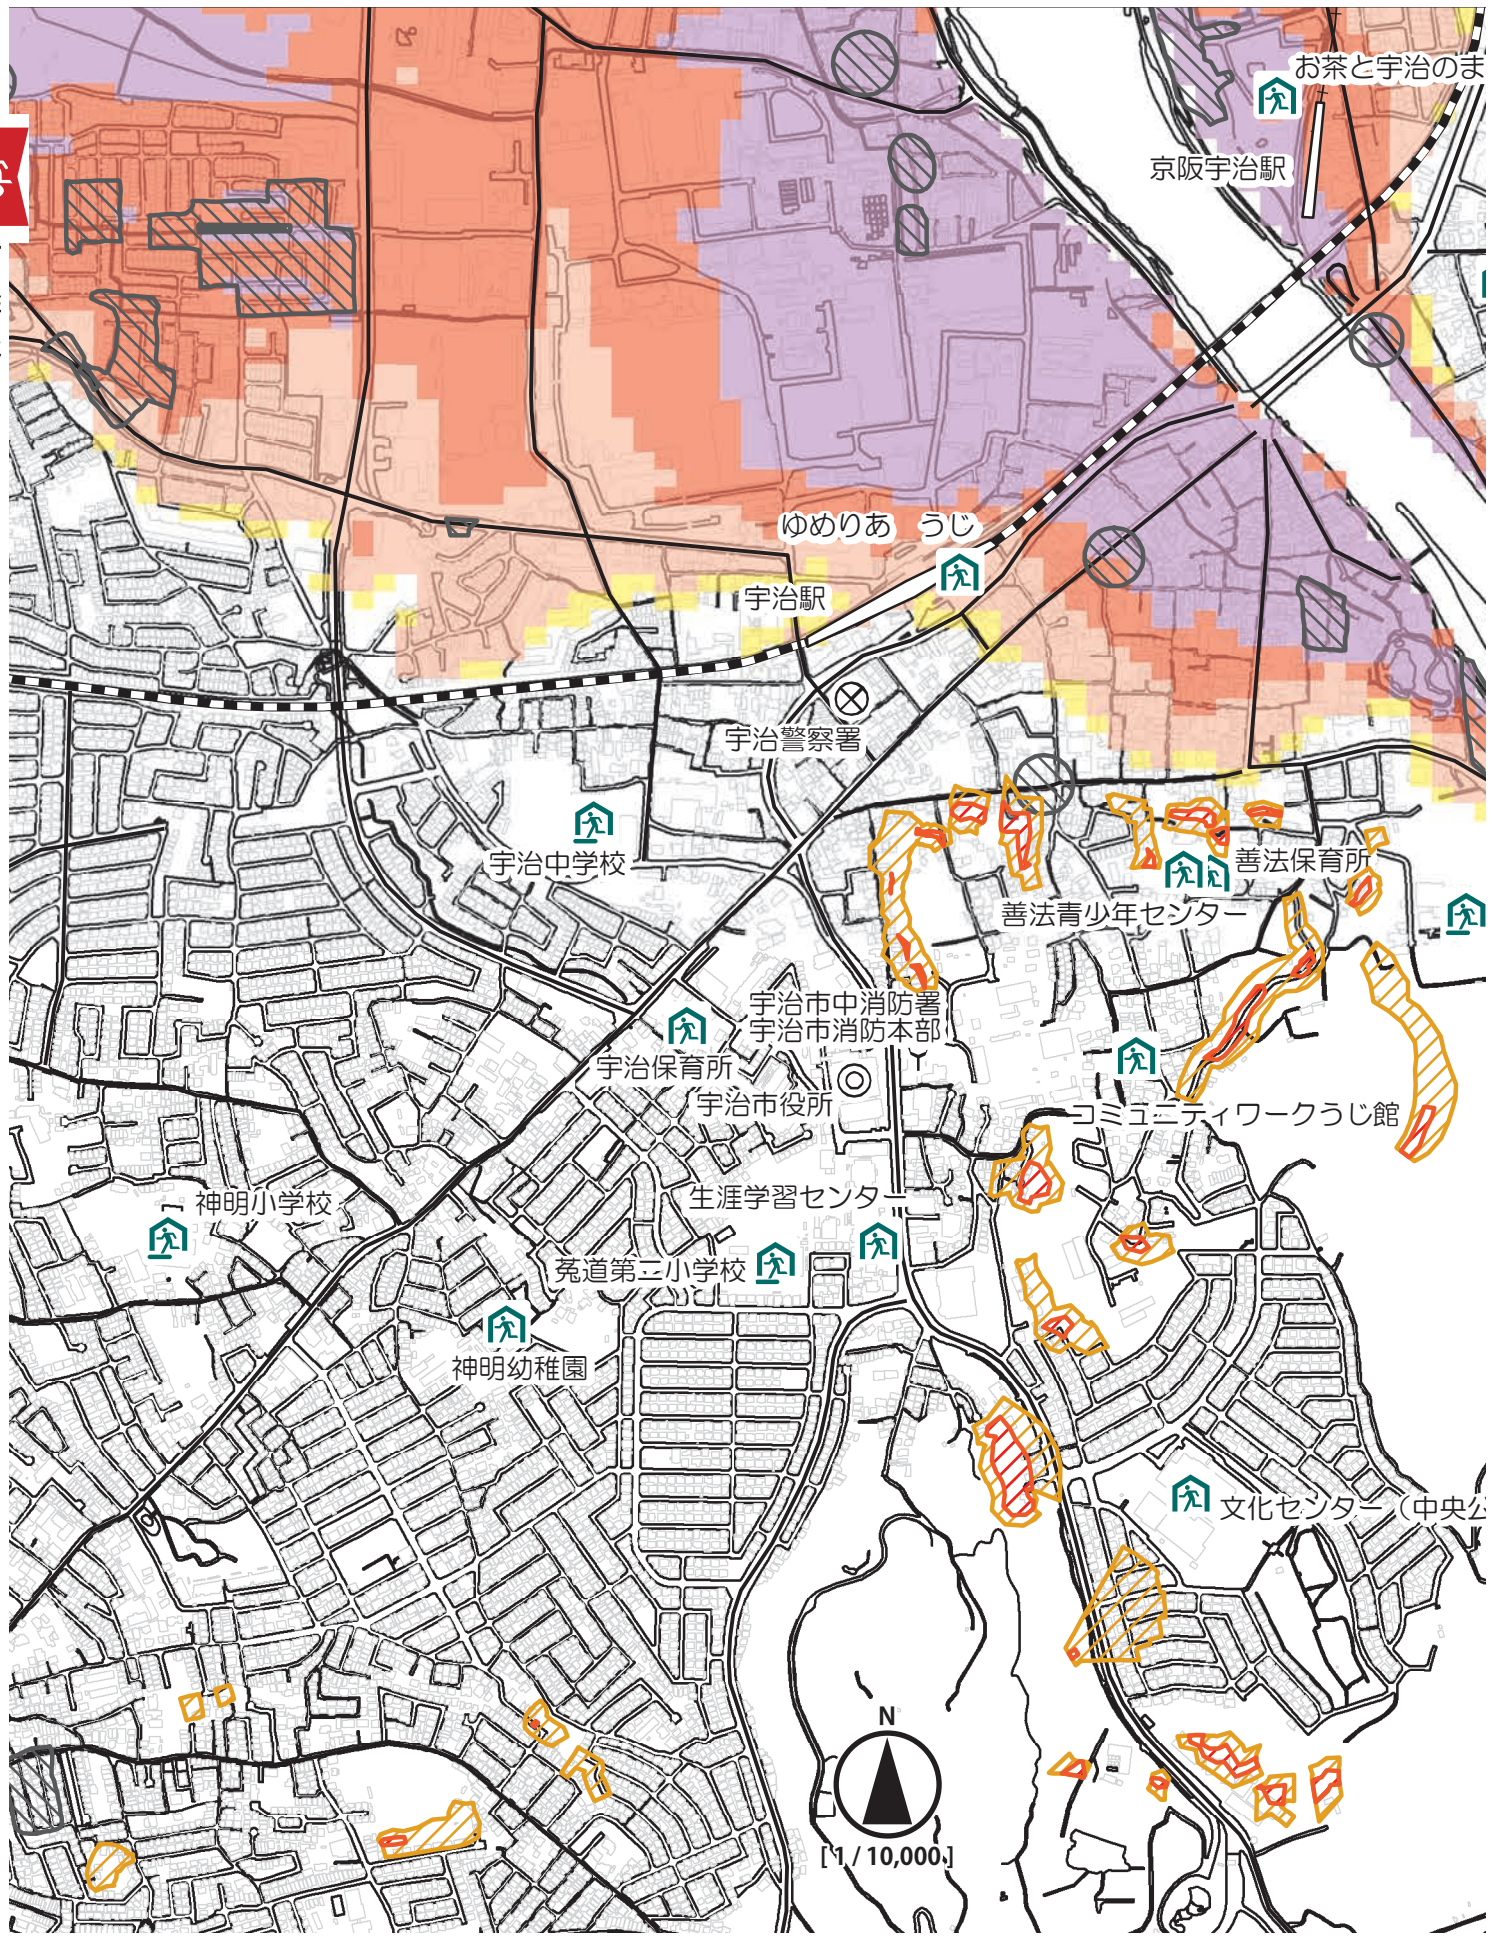 お茶と宇治のま
京阪宇治駅
ゆめりあ　うじ
宇治駅
宇治警察署
宇治中学校
善法保育所
善法青少年センター
宇治市中消防署
宇治市消防本部
宇治保育所
宇治市役所
コミュニティワークうじ館
神明小学校
生涯学習センター
菟道第二小学校
神明幼稚園
文化センター（中央公
N
[ 1 / 10,000 ]